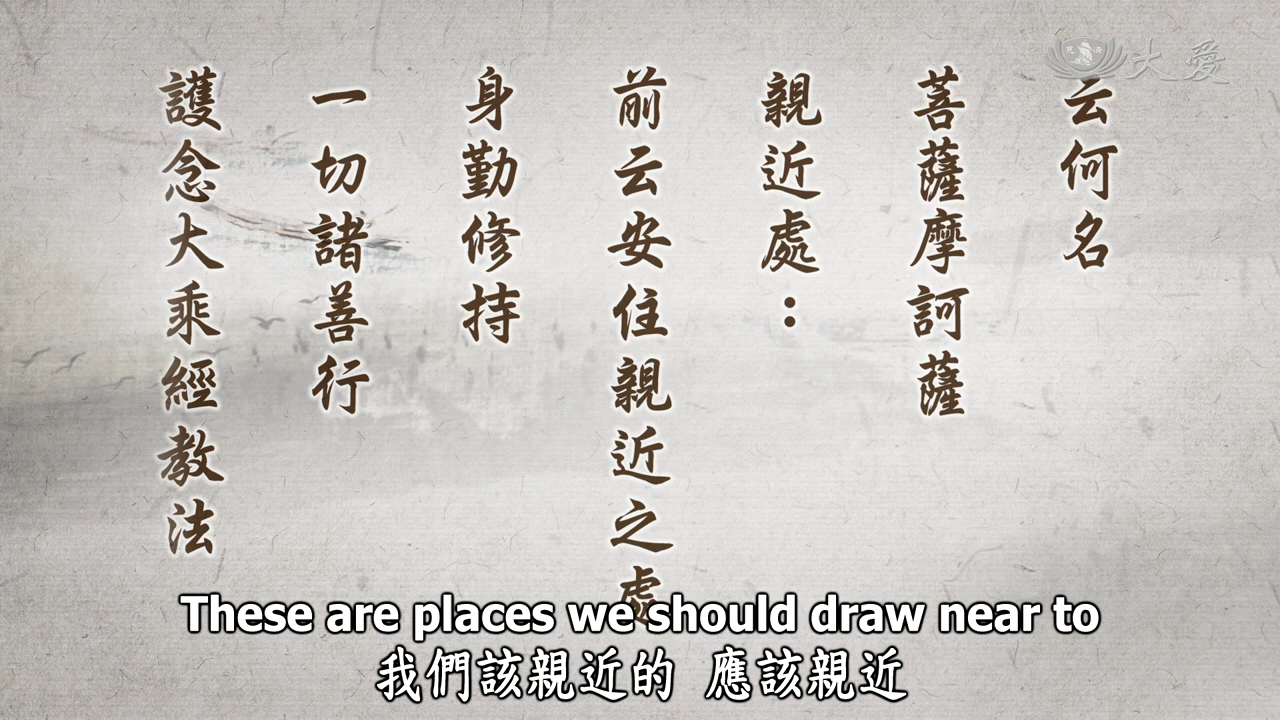 大愛
云何名
菩薩摩訶薩
親近處：
前云安住親近之處
身勤修持
一切諸善行
護念大乘經教法
These are places we should draw near to
我們該親近的 應該親近